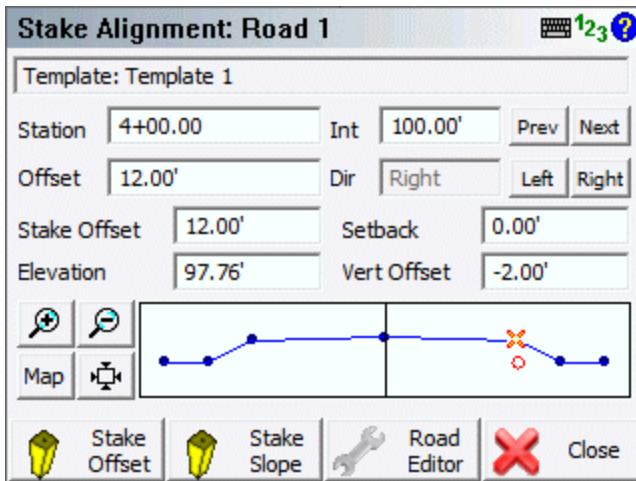 Stake Alignment: Road 1 123 ?
Template: Template 1
Station 4+00.00 Int 100.00' Prev Next
Offset 12.00' Dir Right Left Right
Stake Offset 12.00' Setback 0.00'
Elevation 97.76' Vert Offset -2.00'
Map
Stake Offset Stake Slope Road Editor Close